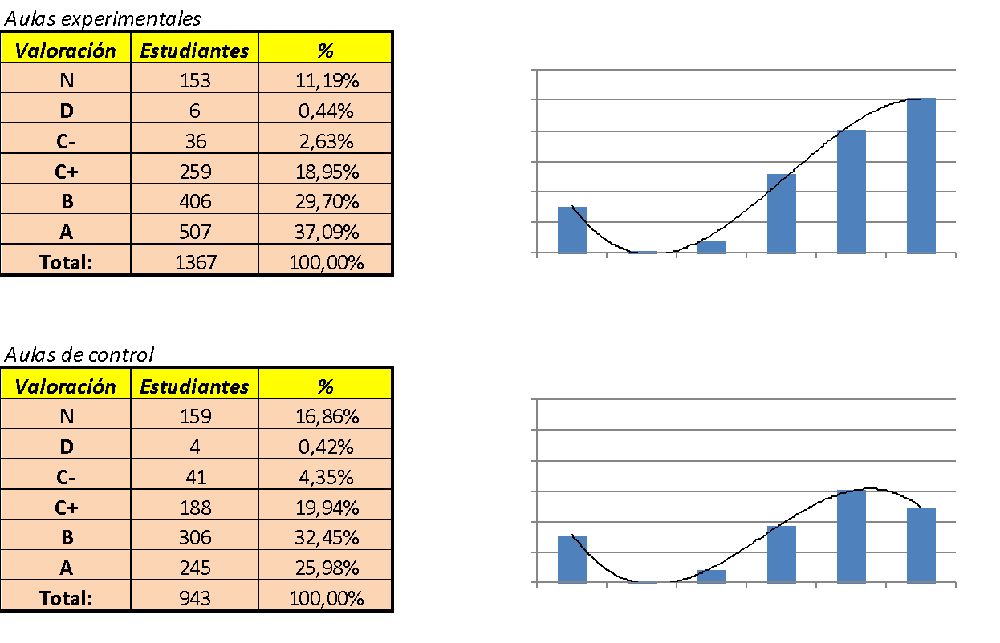 Aulas experimentales
Valoración Estudiantes %
N 153 11,19%
D 6 0,44%
C- 36 2,63%
C+ 259 18,95%
B 406 29,70%
A 507 37,09%
Total: 1367 100,00%
Aulas de control
Valoración Estudiantes %
N 159 16,86%
D 4 0,42%
C- 41 4,35%
C+ 188 19,94%
B 306 32,45%
A 245 25,98%
Total: 943 100,00%